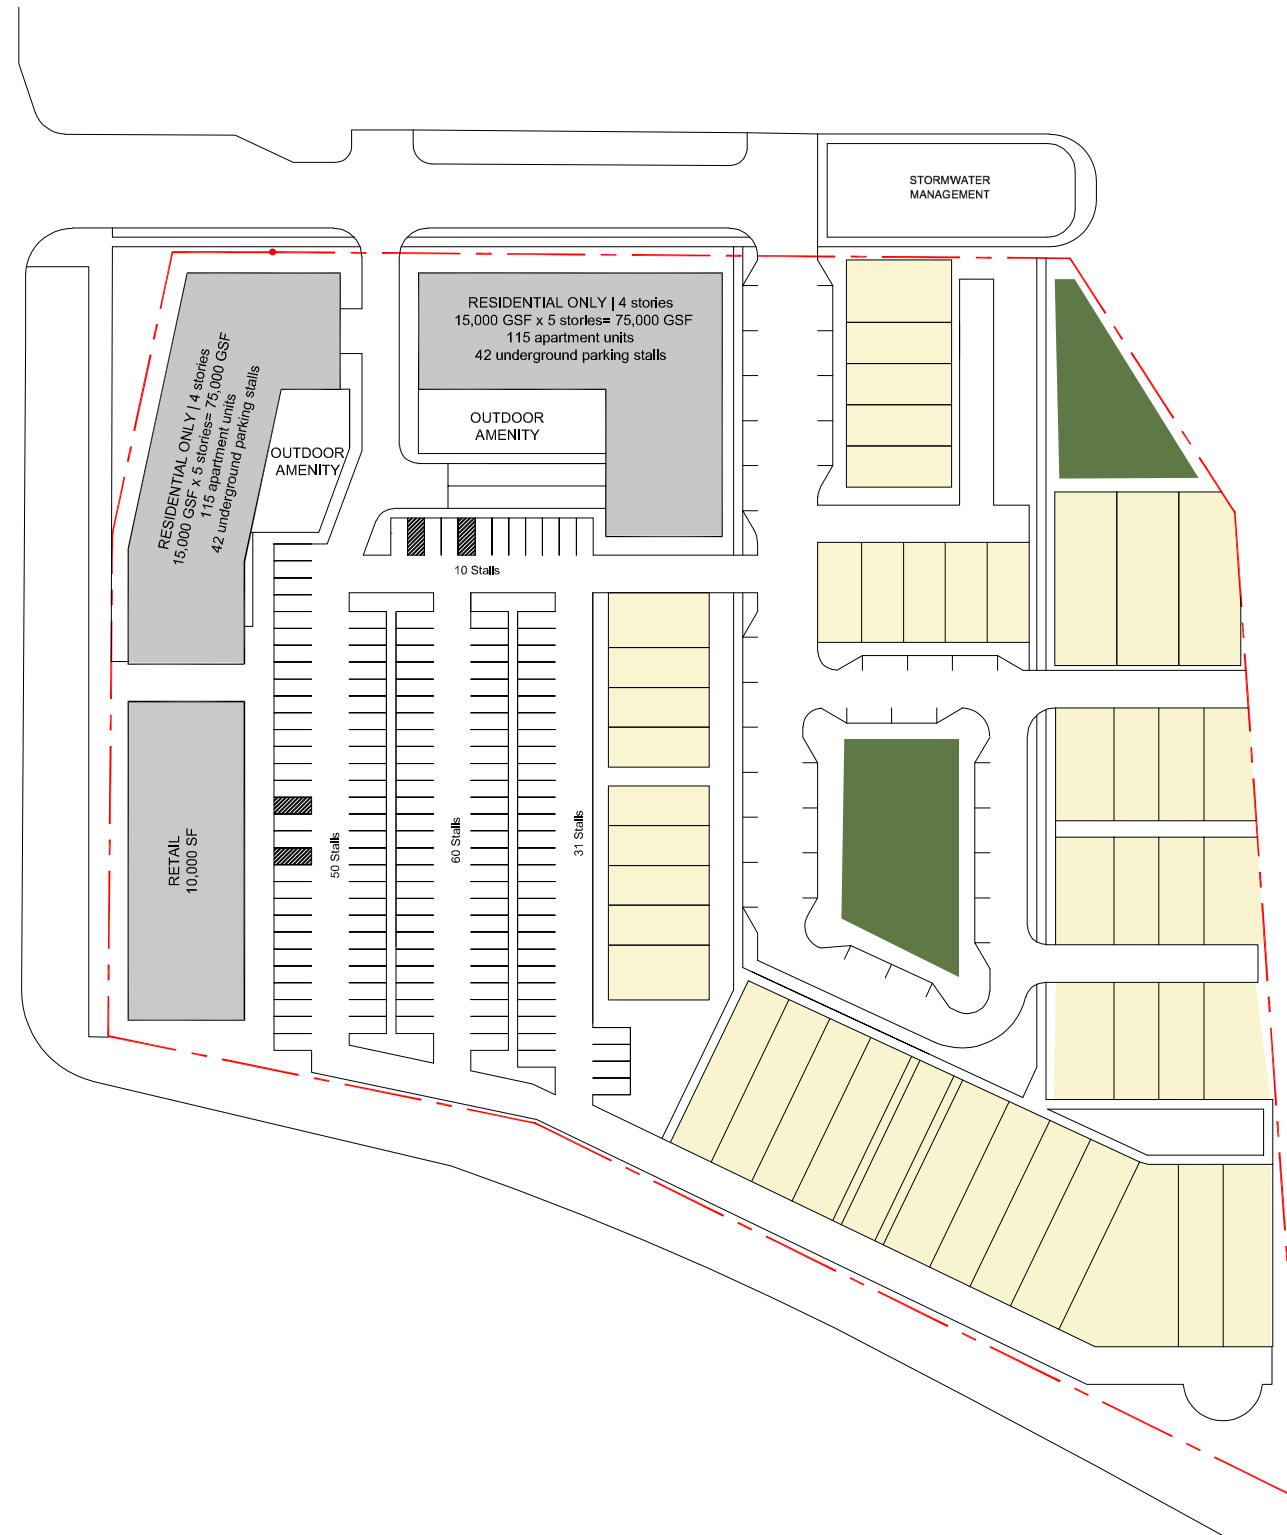 STORMWATER
MANAGEMENT
RESIDENTIAL ONLY | 4 stories
15,000 GSF x 5 stories= 75,000 GSF
115 apartment units
42 underground parking stalls
RESIDENTIAL ONLY | 4 stories
15,000 GSF x 5 stories= 75,000 GSF
115 apartment units
42 underground parking stalls
OUTDOOR
AMENITY
OUTDOOR
AMENITY
10 Stalls
RETAIL
10,000 SF
50 Stalls
60 Stalls
31 Stalls